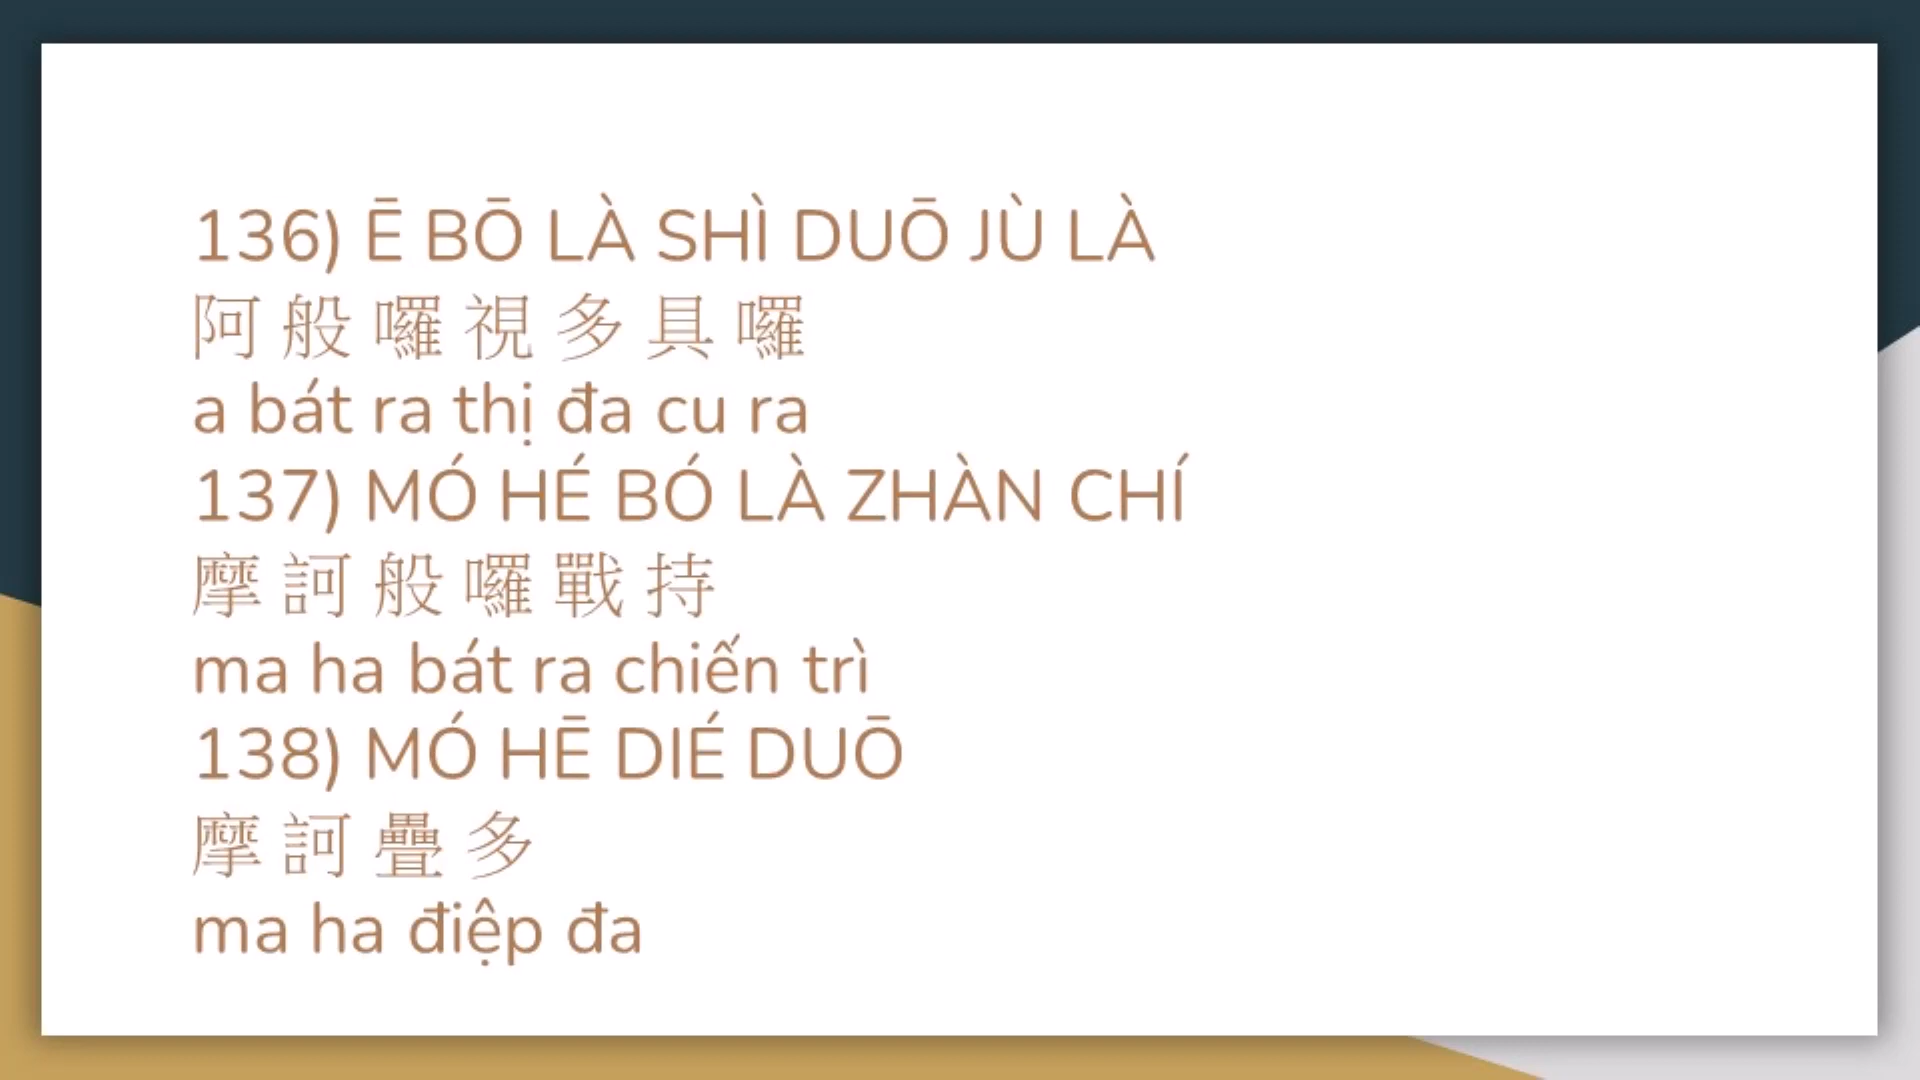 136) Ē BŌ LÀ SHÌ DUŌ JÙ LÀ
阿 般 囉 視 多 具 囉
a bát ra thị đa cu ra
137) MÓ HÉ BÓ LÀ ZHÀN CHÍ
摩 訶 般 囉 戰 持
ma ha bát ra chiến trì
138) MÓ HĒ DIÉ DUŌ
摩 訶 疊 多
ma ha điệp đa